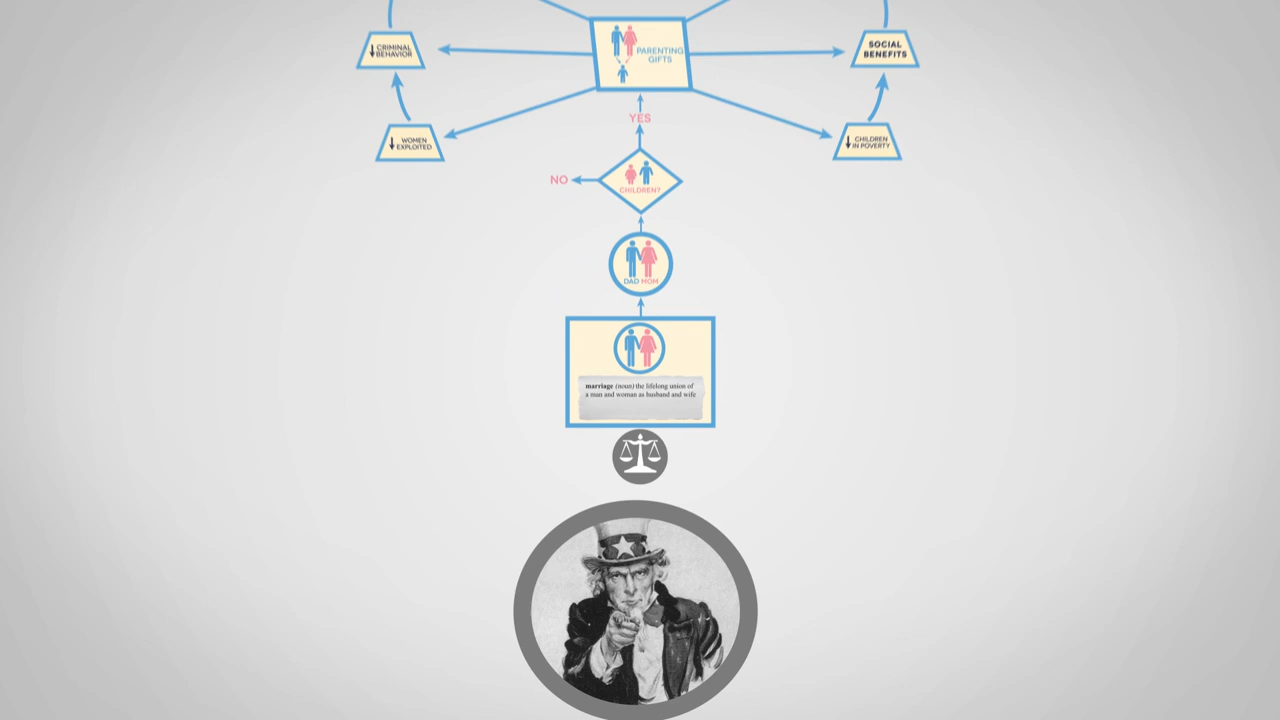 CRIMINAL
BEHAVIOR
PARENTING
GIFTS
SOCIAL
BENEFITS
WOMEN
EXPLOITED
YES
CHILDREN
IN POVERTY
NO
CHILDREN?
DAD MOM
marriage (noun) the lifelong union of
a man and woman as husband and wife